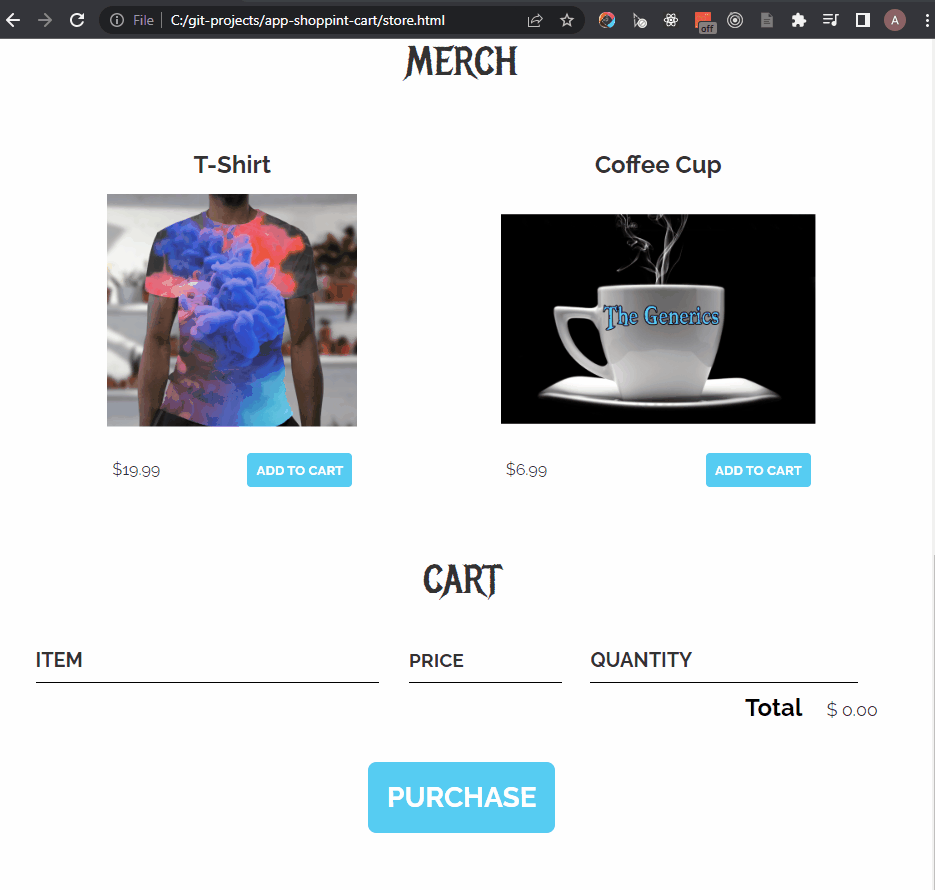 File C:/git-projects/app-shoppint-cart/store.html
off
A
MERCH
T-Shirt
Coffee Cup
The Generics
$19.99
ADD TO CART
$6.99
ADD TO CART
CART
ITEM
PRICE
QUANTITY
Total $ 0.00
PURCHASE